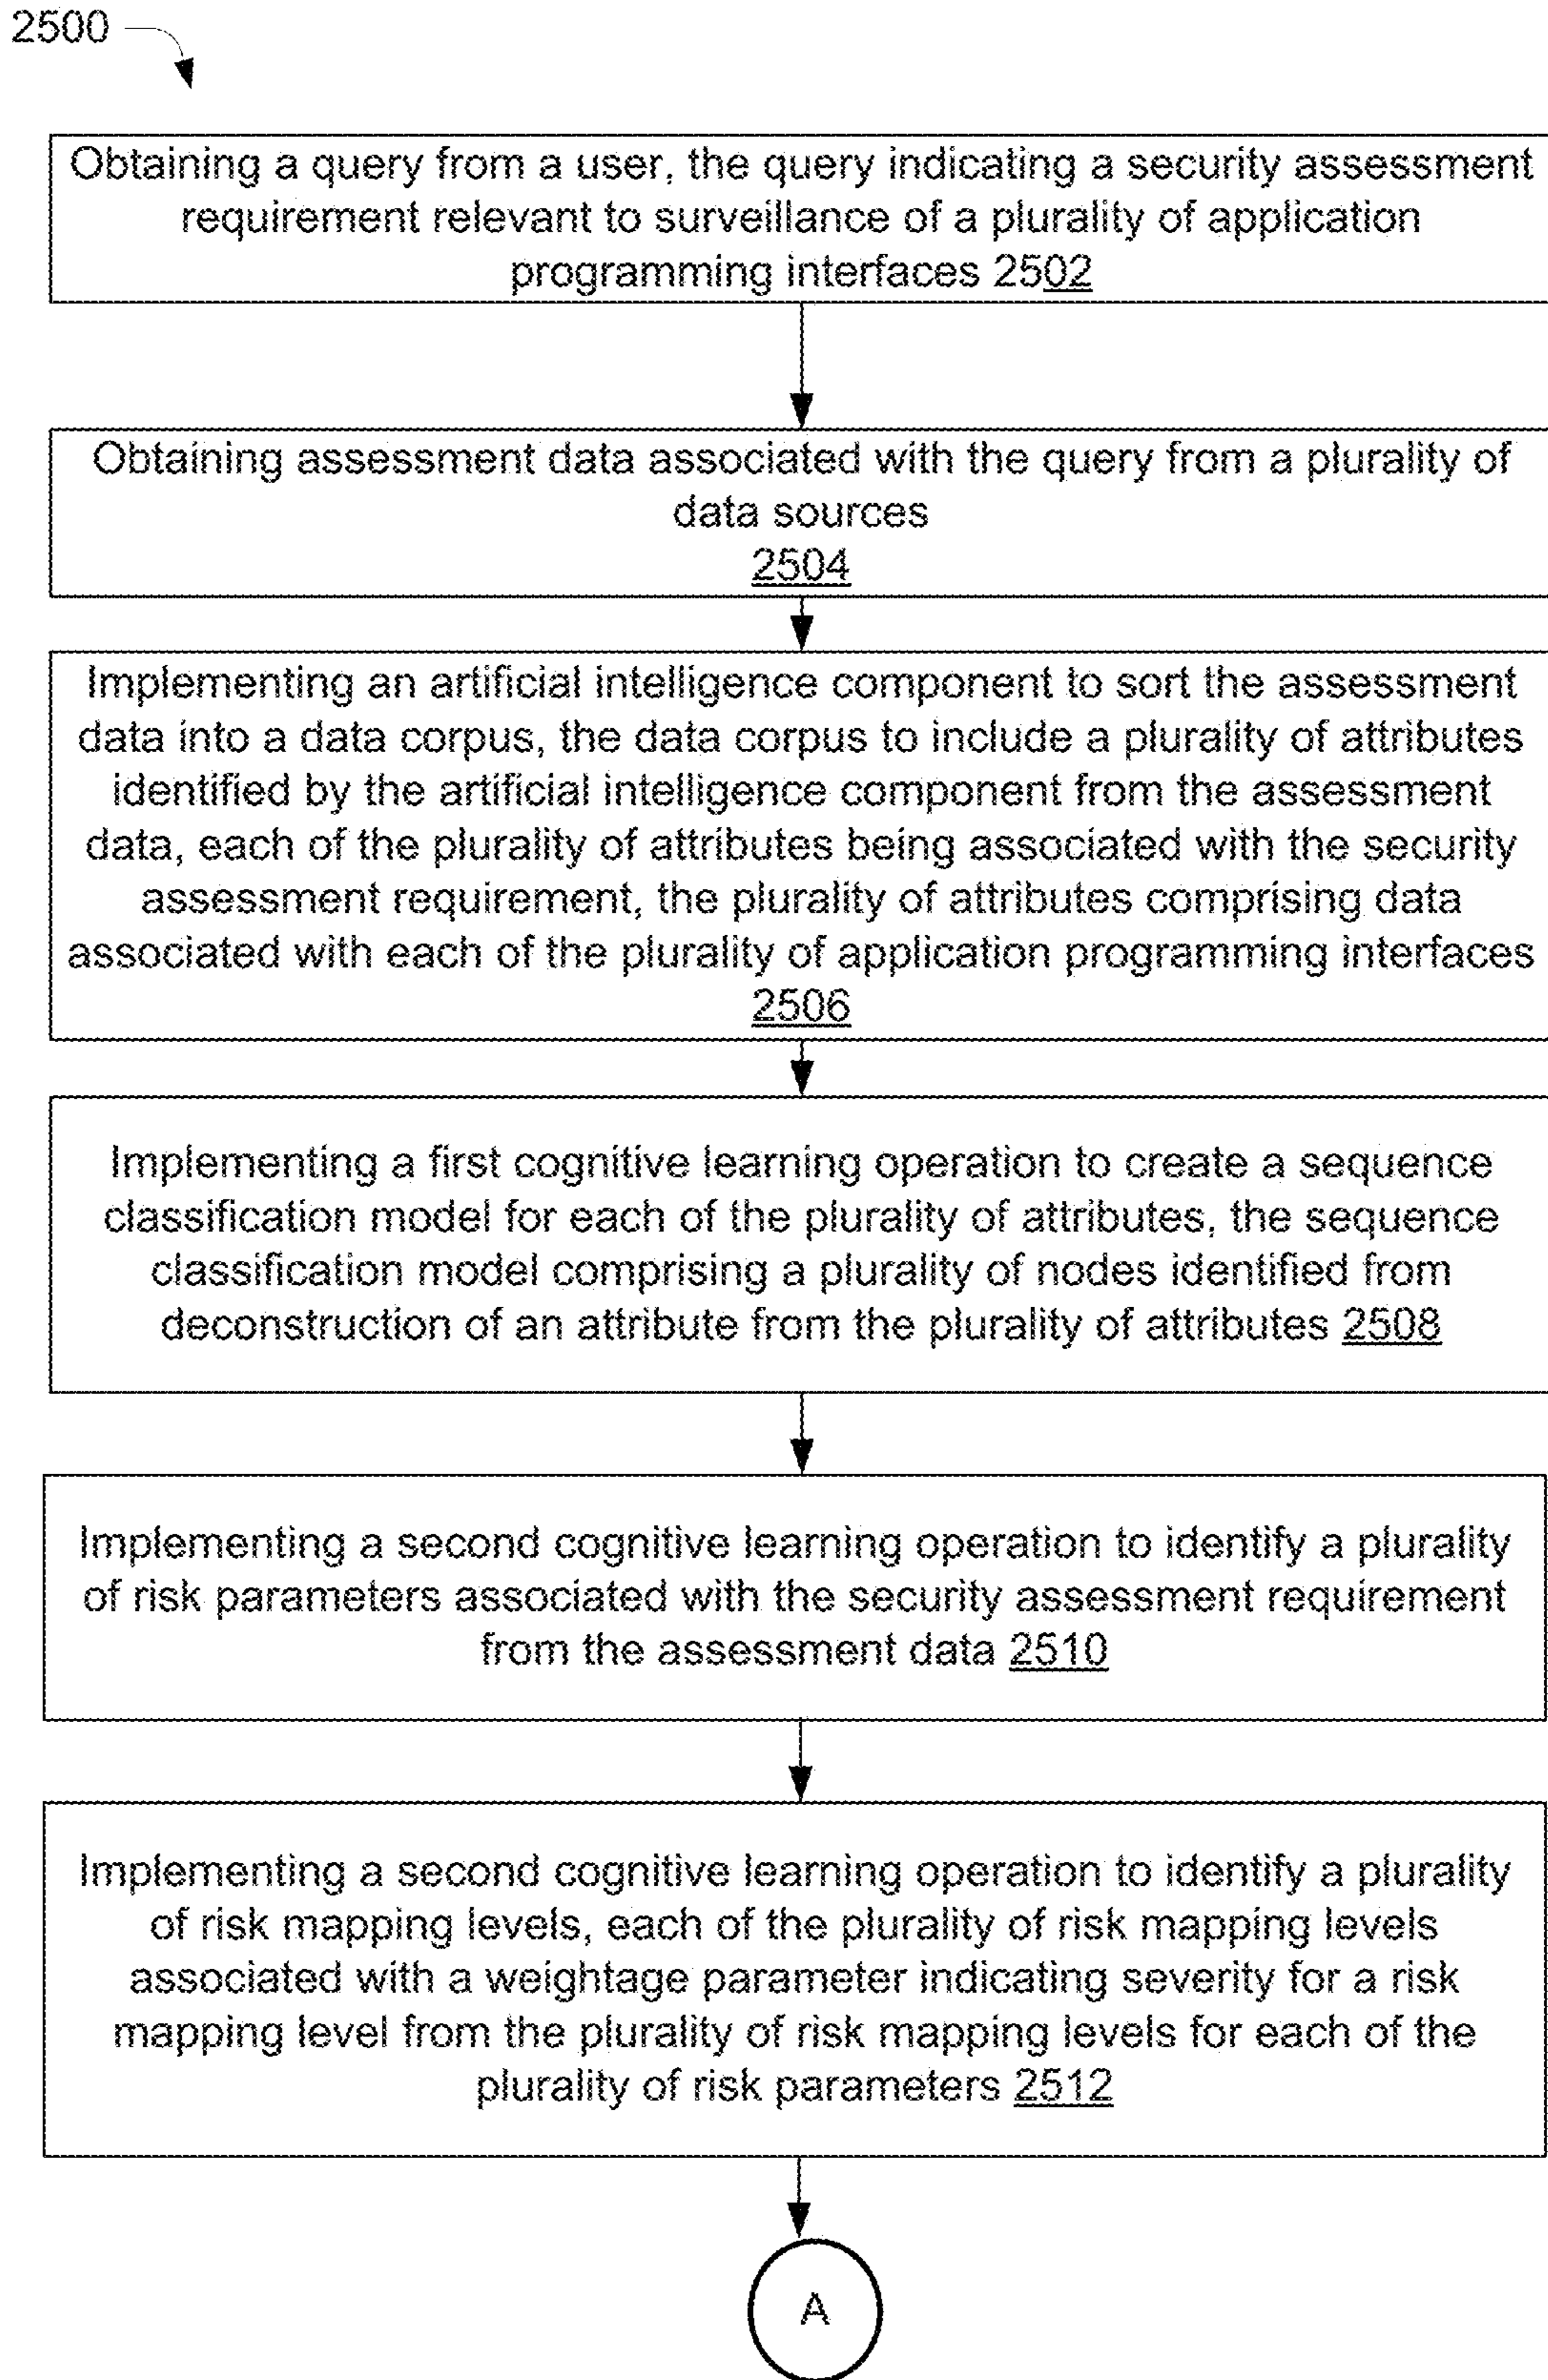 2500
Obtaining a query from a user, the query indicating a security assessment
requirement relevant to surveillance of a plurality of application
programming interfaces 2502
Obtaining assessment data associated with the query from a plurality of
data sources
2504
Implementing an artificial intelligence component to sort the assessment
data into a data corpus, the data corpus to include a plurality of attributes
identified by the artificial intelligence component from the assessment
data, each of the plurality of attributes being associated with the security
assessment requirement, the plurality of attributes comprising data
associated with each of the plurality of application programming interfaces
2506
Implementing a first cognitive learning operation to create a sequence
classification model for each of the plurality of attributes, the sequence
classification model comprising a plurality of nodes identified from
deconstruction of an attribute from the plurality of attributes 2508
Implementing a second cognitive learning operation to identify a plurality
of risk parameters associated with the security assessment requirement
from the assessment data 2510
Implementing a second cognitive learning operation to identify a plurality
of risk mapping levels, each of the plurality of risk mapping levels
associated with a weightage parameter indicating severity for a risk
mapping level from the plurality of risk mapping levels for each of the
plurality of risk parameters 2512
A